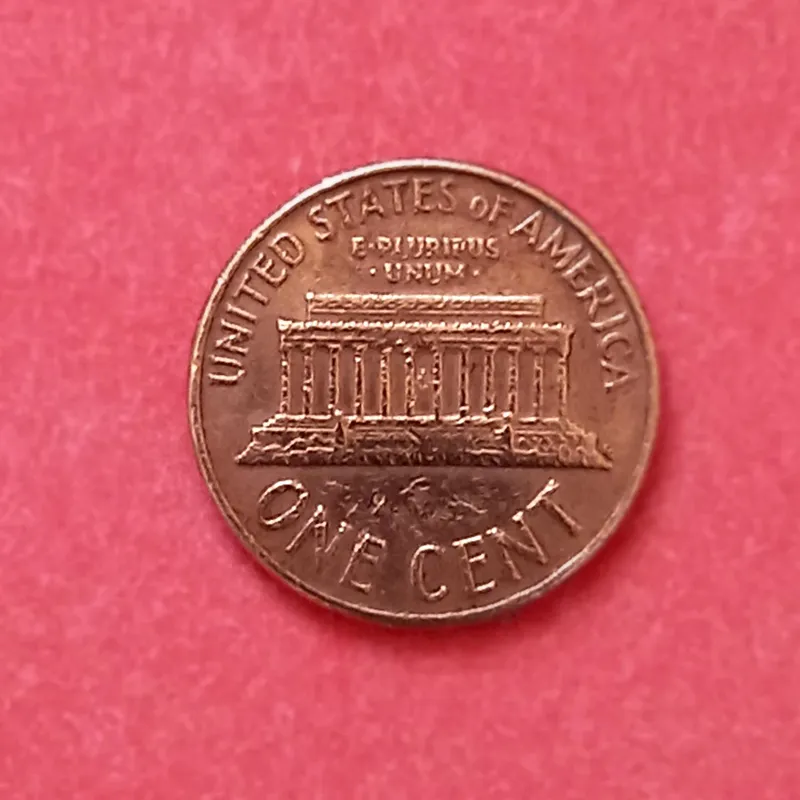 UNITED STATES OF AMERICA
E·PLURIBUS
·UNUM·
ONE CENT